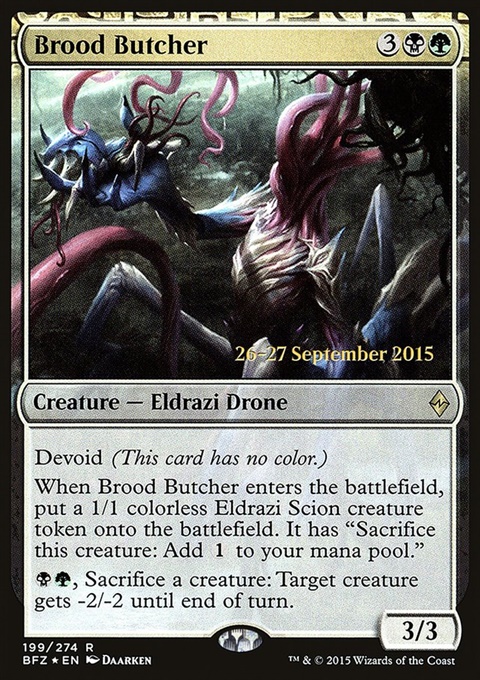 Brood Butcher 3
26–27 September 2015
Creature — Eldrazi Drone
Devoid (This card has no color.)
When Brood Butcher enters the battlefield,
put a 1/1 colorless Eldrazi Scion creature
token onto the battlefield. It has “Sacrifice
this creature: Add 1 to your mana pool.”
, Sacrifice a creature: Target creature
gets -2/-2 until end of turn.
3/3
199/274 R
BFZ ★ EN Daarken
™ & © 2015 Wizards of the Coast